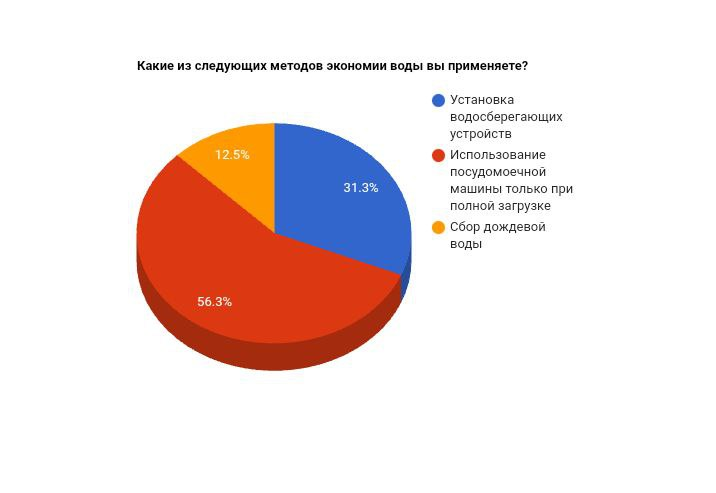 Какие из следующих методов экономии воды вы применяете?
Установка
водосберегающих
устройств
Использование
посудомоечной
машины только при
полной загрузке
Сбор дождевой
воды
12.5%
31.3%
56.3%